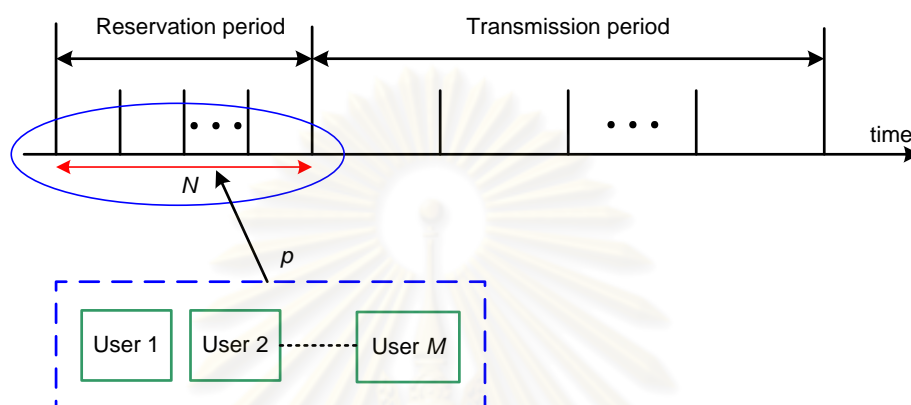 Reservation period
Transmission period
time
N
p
User 1
User 2
User M